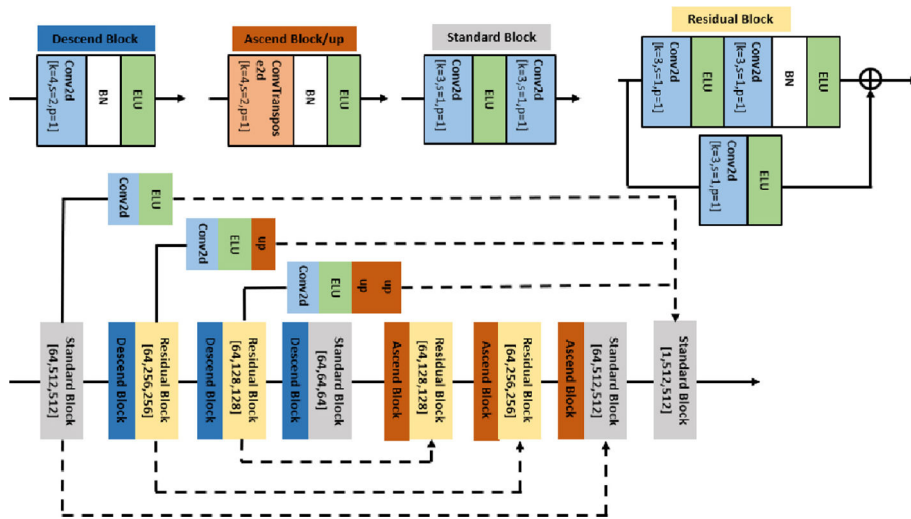 Descend Block
Conv2d
[k=4,s=2,p=1]
BN
ELU
Ascend Block/up
ConvTranspos
e2d
[k=4,s=2,p=1]
BN
ELU
Standard Block
Conv2d
[k=3,s=1,p=1]
ELU
Conv2d
[k=3,s=1,p=1]
Residual Block
Conv2d
[k=3,s=1,p=1]
ELU
Conv2d
[k=3,s=1,p=1]
BN
ELU
Conv2d
[k=3,s=1,p=1]
ELU
Conv2d
ELU
Conv2d
ELU
up
Conv2d
ELU
up
up
Standard Block
[64,512,512]
Descend Block
Residual Block
[64,256,256]
Descend Block
Residual Block
[64,128,128]
Descend Block
Standard Block
[64,64,64]
Ascend Block
Residual Block
[64,128,128]
Ascend Block
Residual Block
[64,256,256]
Ascend Block
Standard Block
[64,512,512]
Standard Block
[1,512,512]